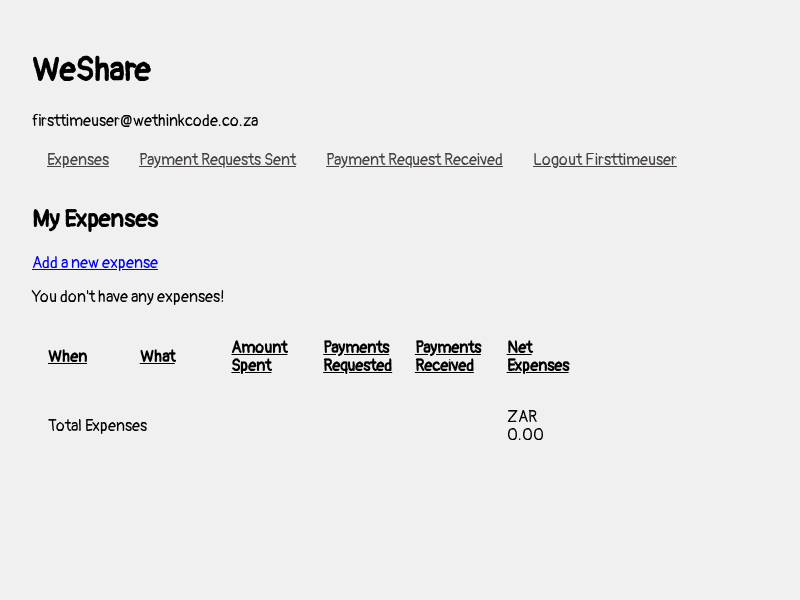 WeShare
firsttimeuser@wethinkcode.co.za
Expenses Payment Requests Sent Payment Request Received Logout Firsttimeuser
My Expenses
Add a new expense
You don't have any expenses!
When What Amount Spent Payments Requested Payments Received Net Expenses
Total Expenses ZAR 0.00